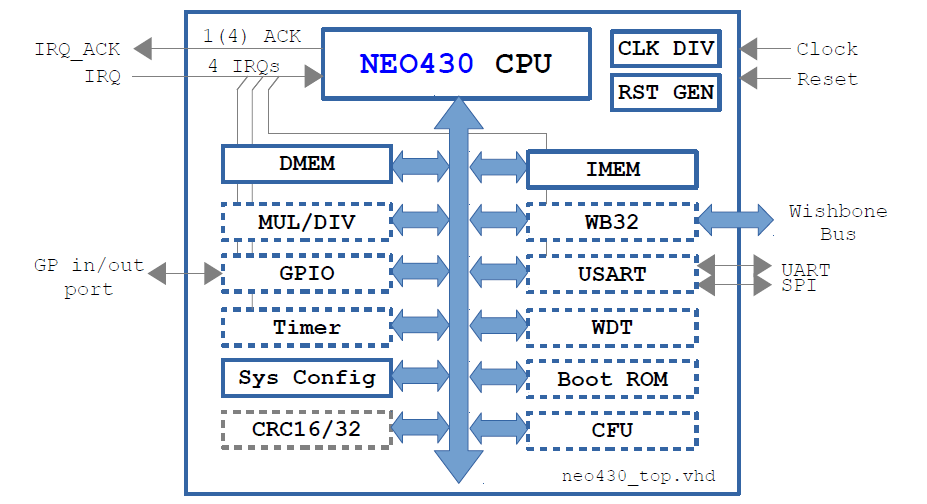 1(4) ACK
IRQ_ACK
NEO430 CPU
CLK DIV
Clock
4 IRQs
IRQ
RST GEN
Reset
DMEM
IMEM
MUL/DIV
WB32
Wishbone
Bus
GP in/out
port
GPIO
USART
UART
SPI
Timer
WDT
Sys Config
Boot ROM
CRC16/32
CFU
neo430_top.vhd